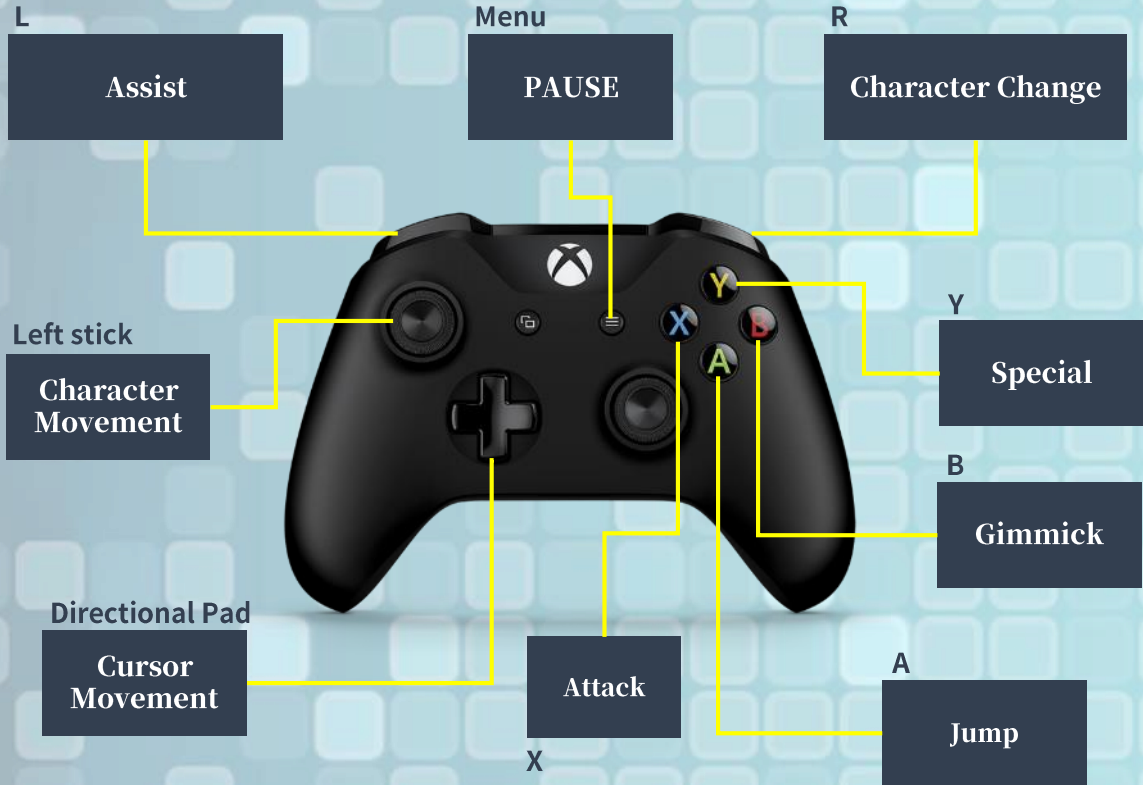 L
Assist
Menu
PAUSE
R
Character Change
Y
X
B
A
Left stick
Character
Movement
Y
Special
B
Gimmick
Directional Pad
Cursor
Movement
Attack
X
A
Jump